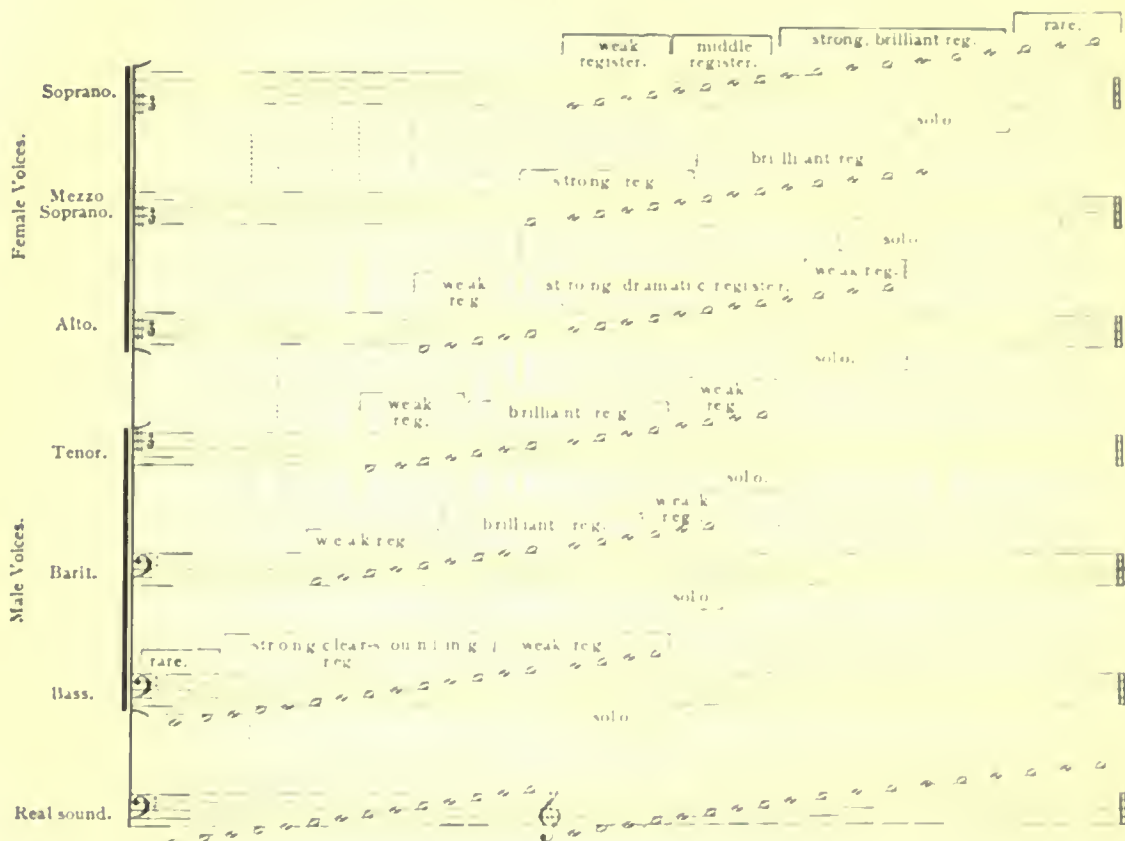 weak register.
middle register.
strong, brilliant reg.
rare.
Female Voices.
Soprano.
solo
Mezzo Soprano.
strong reg
brilliant reg
solo
Alto.
weak reg
strong dramatic register.
weak reg.
solo.
Male Voices.
Tenor.
weak reg.
brilliant reg
weak reg
solo.
Barit.
weak reg
brilliant reg.
weak reg
solo
Bass.
rare.
strong clear-sounding reg
weak reg
solo
Real sound.